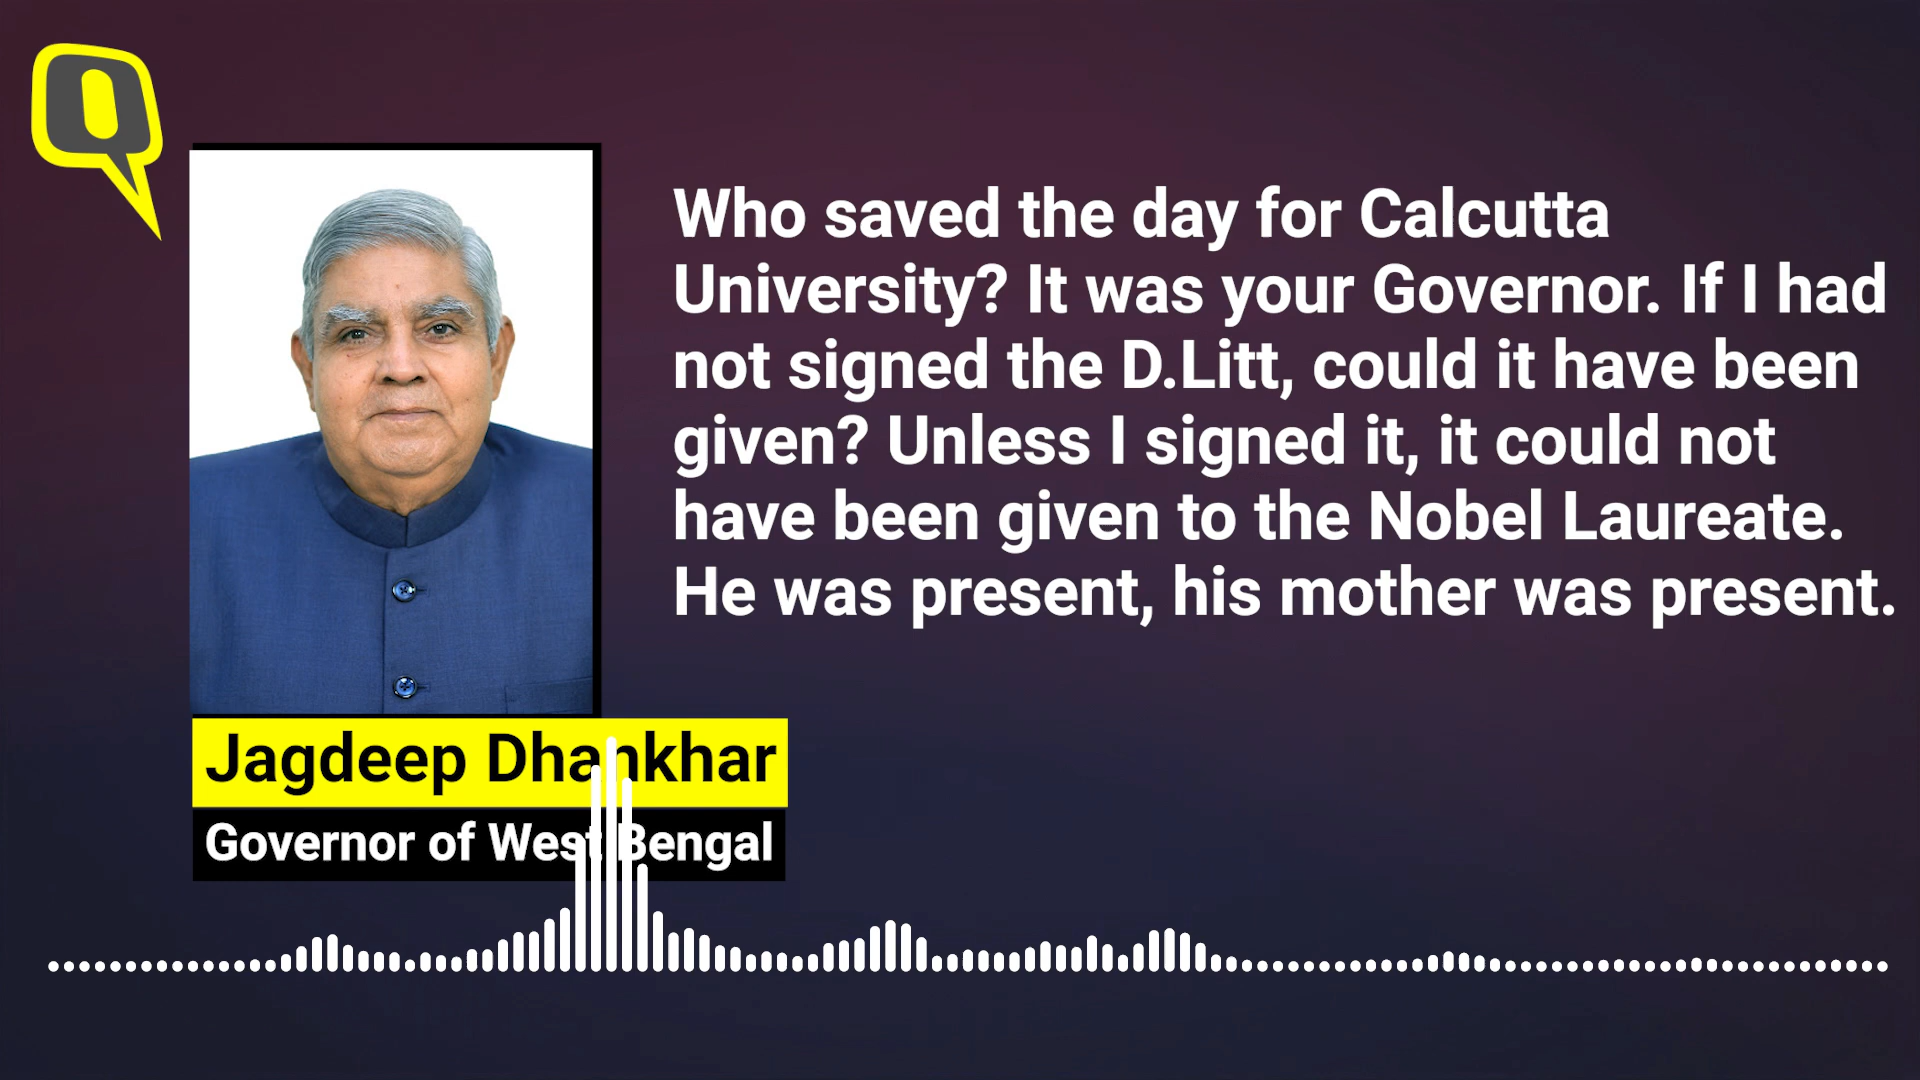 Who saved the day for Calcutta
University? It was your Governor. If I had
not signed the D.Litt, could it have been
given? Unless I signed it, it could not
have been given to the Nobel Laureate.
He was present, his mother was present.
Jagdeep Dhankhar
Governor of West Bengal